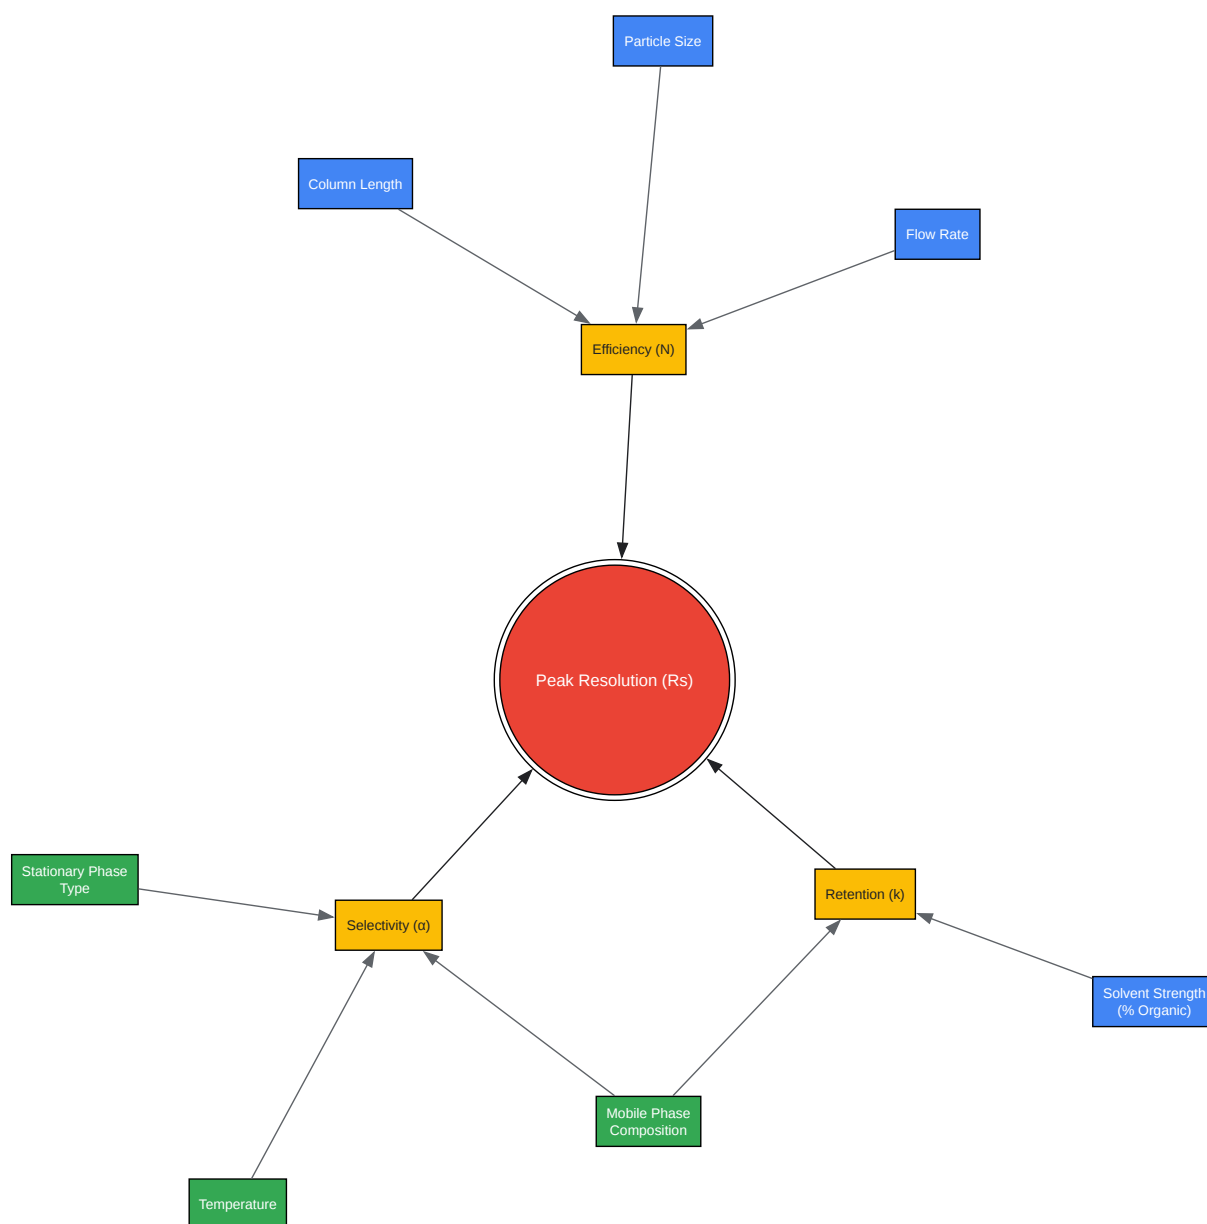 Particle Size
Column Length
Flow Rate
Efficiency (N)
Peak Resolution (Rs)
Stationary Phase
Type
Retention (k)
Selectivity (α)
Solvent Strength
(% Organic)
Mobile Phase
Composition
Temperature